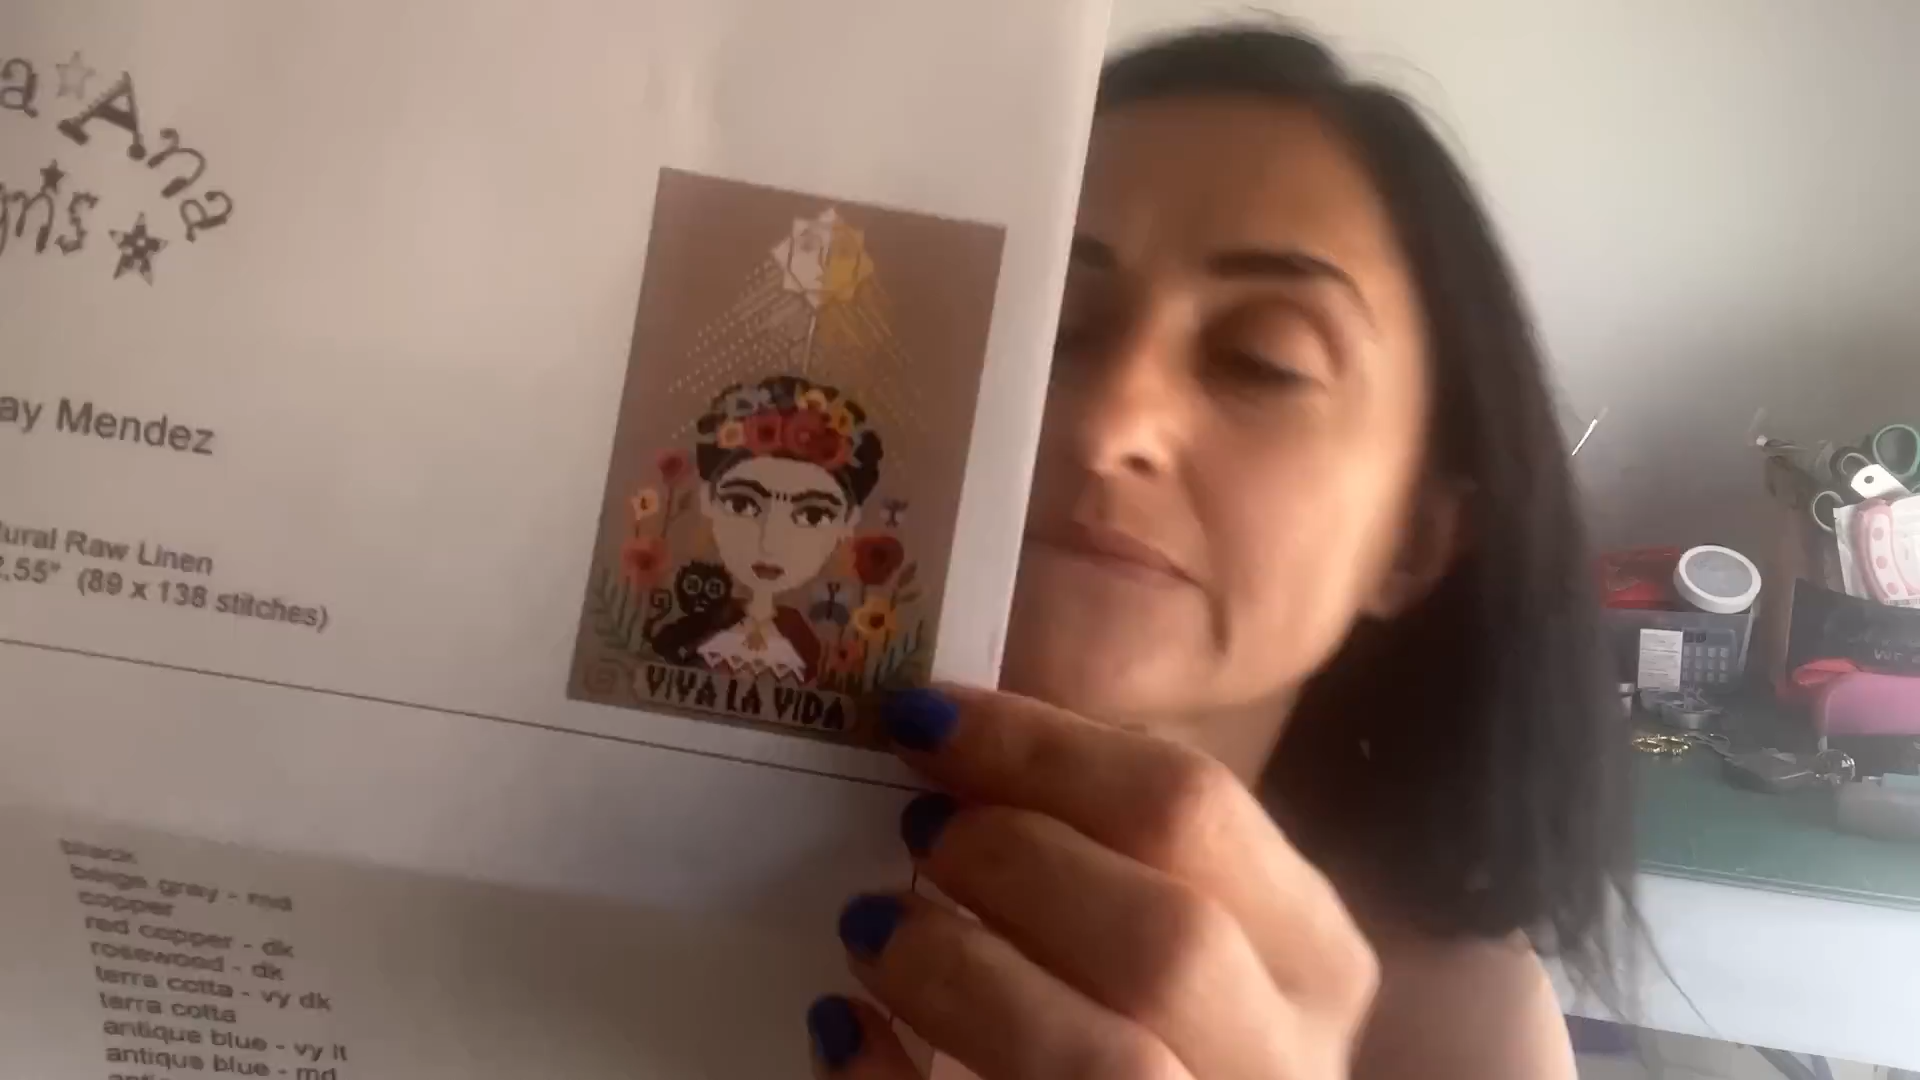 a Ana
gns
ay Mendez
tural Raw Linen
2,55" (89 x 138 stitches)
VIVA LA VIDA
black
beige gray - md
copper
red copper - dk
rosewood - dk
terra cotta - vy dk
terra cotta
antique blue - vy lt
antique blue - md